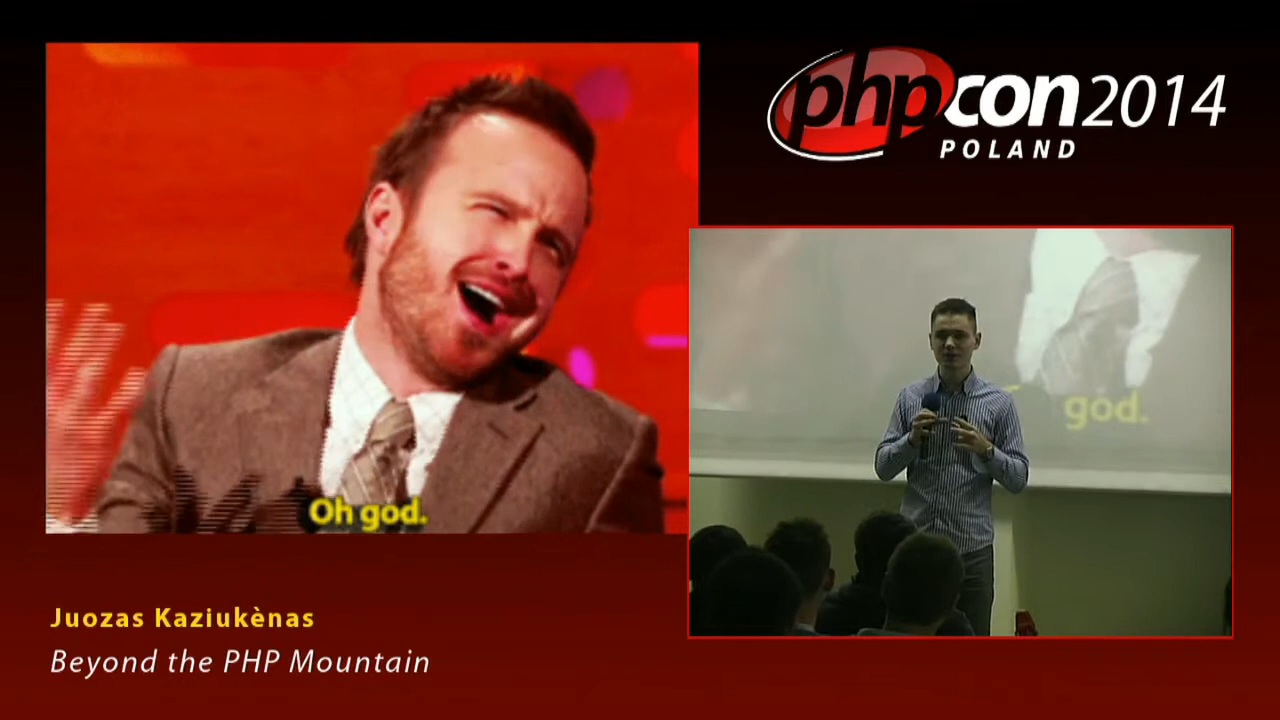 Oh god.
phpcon2014
POLAND
god.
Juozas Kaziukènas
Beyond the PHP Mountain